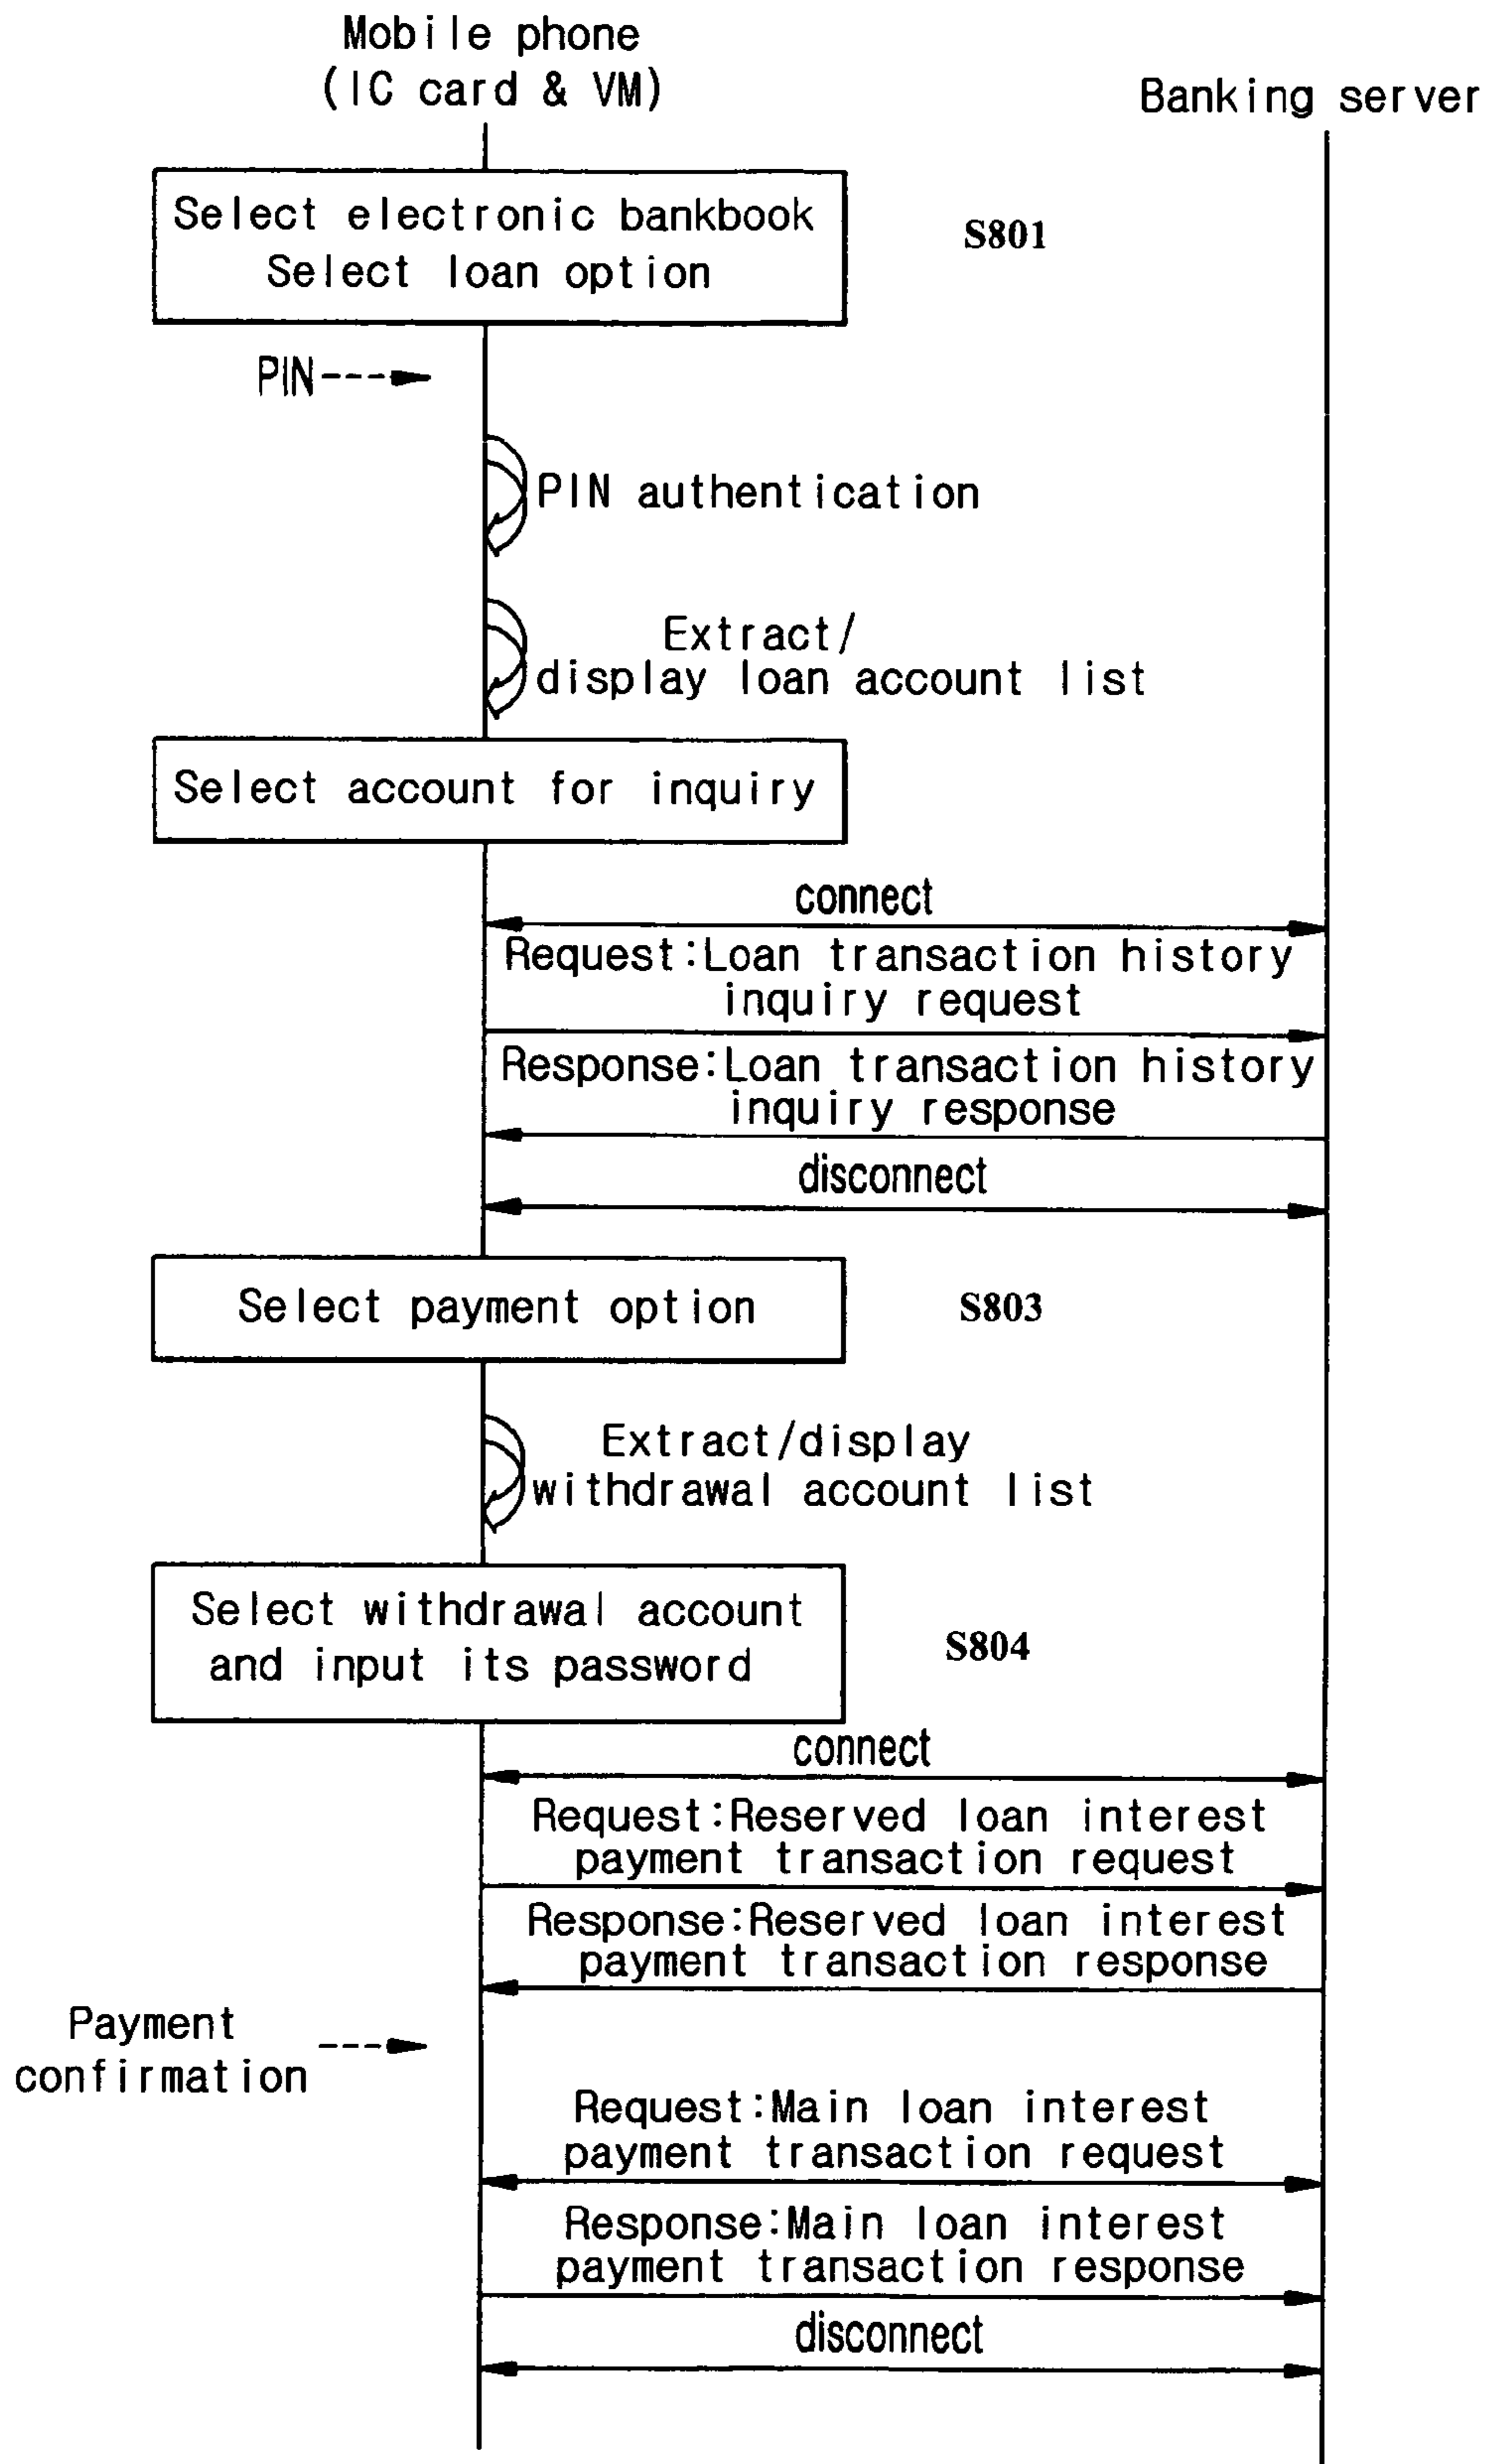 Mobile phone
(IC card & VM)
Banking server
Select electronic bankbook
Select loan option
S801
PIN
PIN authentication
Extract/
display loan account list
Select account for inquiry
connect
Request:Loan transaction history
inquiry request
Response:Loan transaction history
inquiry response
disconnect
Select payment option
S803
Extract/display
withdrawal account list
Select withdrawal account
and input its password
S804
connect
Request:Reserved loan interest
payment transaction request
Response:Reserved loan interest
payment transaction response
Payment
confirmation
Request:Main loan interest
payment transaction request
Response:Main loan interest
payment transaction response
disconnect